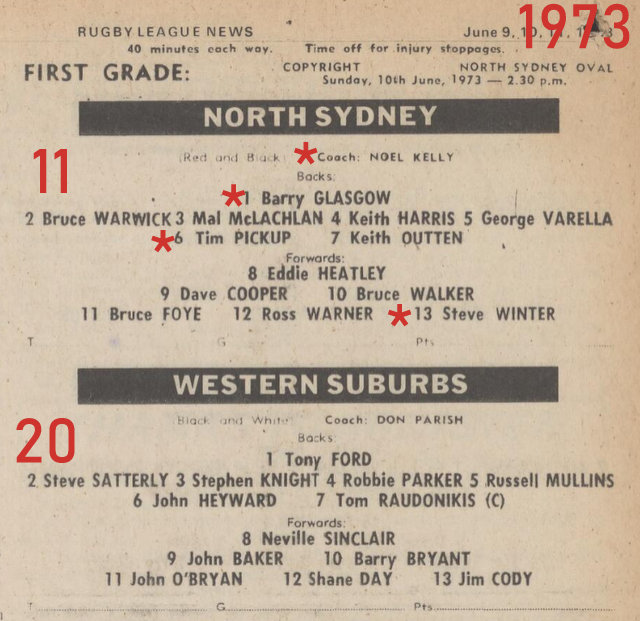 1973
RUGBY LEAGUE NEWS June 9, 10, 11,
40 minutes each way. Time off for injury stoppages.
FIRST GRADE: COPYRIGHT NORTH SYDNEY OVAL
Sunday, 10th June, 1973 — 2.30 p.m.
NORTH SYDNEY
11
(Red and Black) * Coach: NOEL KELLY
Backs:
* 1 Barry GLASGOW
2 Bruce WARWICK 3 Mal McLACHLAN 4 Keith HARRIS 5 George VARELLA
* 6 Tim PICKUP 7 Keith OUTTEN
Forwards:
8 Eddie HEATLEY
9 Dave COOPER 10 Bruce WALKER
11 Bruce FOYE 12 Ross WARNER * 13 Steve WINTER
T G Pts
WESTERN SUBURBS
20
Black and White) Coach: DON PARISH
Backs:
1 Tony FORD
2 Steve SATTERLY 3 Stephen KNIGHT 4 Robbie PARKER 5 Russell MULLINS
6 John HEYWARD 7 Tom RAUDONIKIS (C)
Forwards:
8 Neville SINCLAIR
9 John BAKER 10 Barry BRYANT
11 John O'BRYAN 12 Shane DAY 13 Jim CODY
T G Pts